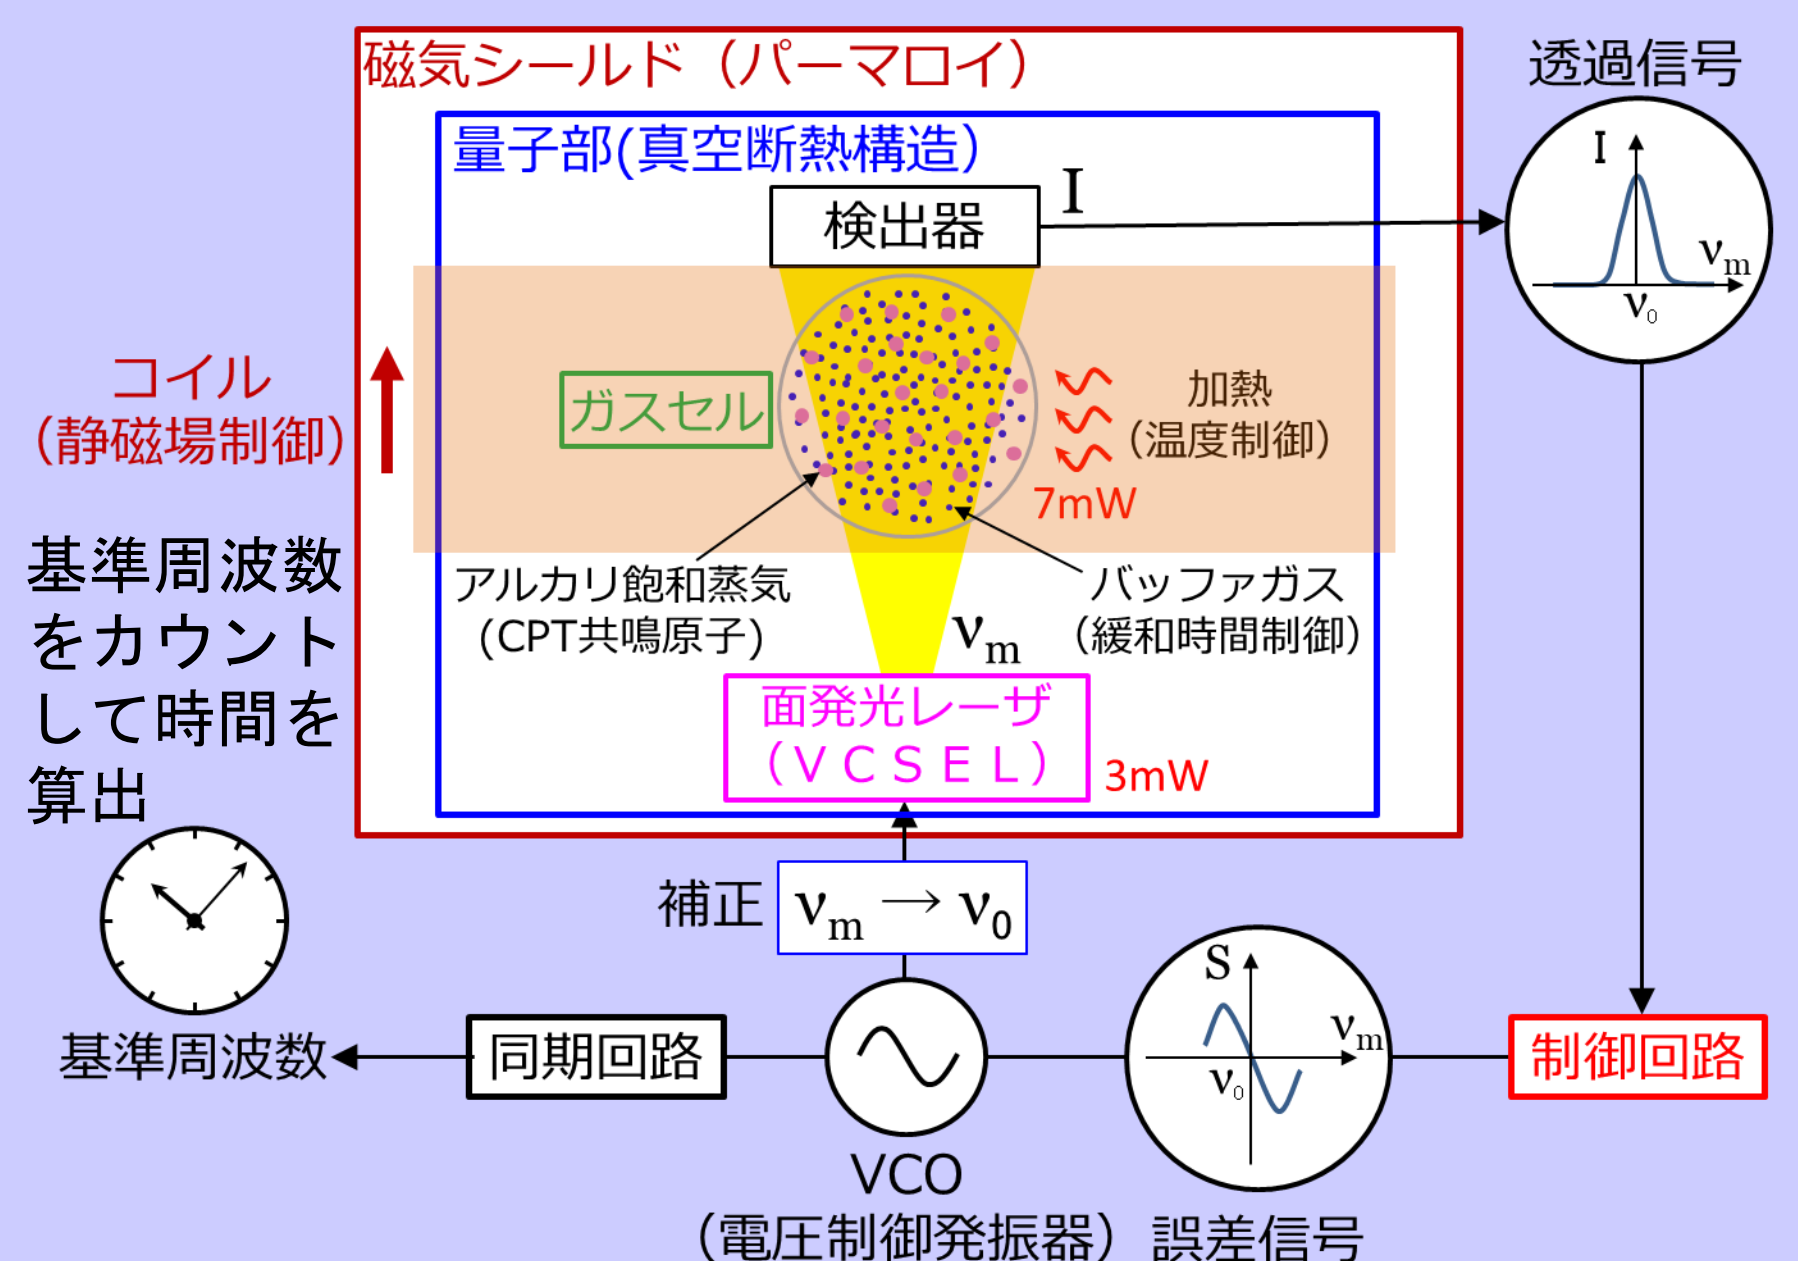 磁気シールド（パーマロイ）
透過信号
量子部(真空断熱構造）
I
I
検出器
νm
ν0
コイル
（静磁場制御）
ガスセル
加熱
（温度制御）
7mW
基準周波数
をカウント
して時間を
算出
アルカリ飽和蒸気
(CPT共鳴原子)
バッファガス
（緩和時間制御）
νm
面発光レーザ
（ＶＣＳＥＬ）
3mW
補正
νm → ν0
S
νm
ν0
基準周波数
同期回路
制御回路
VCO
（電圧制御発振器）
誤差信号